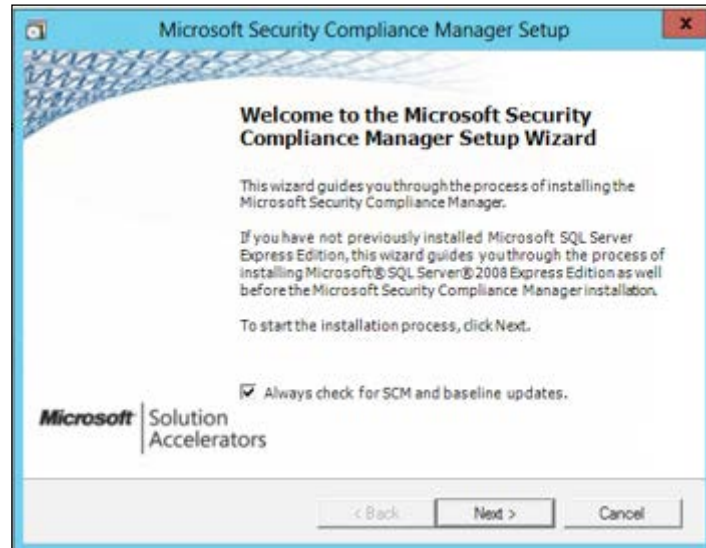 Microsoft Security Compliance Manager Setup
x
Welcome to the Microsoft Security
Compliance Manager Setup Wizard
This wizard guides you through the process of installing the
Microsoft Security Compliance Manager.
If you have not previously installed Microsoft SQL Server
Express Edition, this wizard guides you through the process of
installing Microsoft® SQL Server® 2008 Express Edition as well
before the Microsoft Security Compliance Manager installation.
To start the installation process, click Next.
Always check for SCM and baseline updates.
Microsoft Solution
Accelerators
< Back Next > Cancel